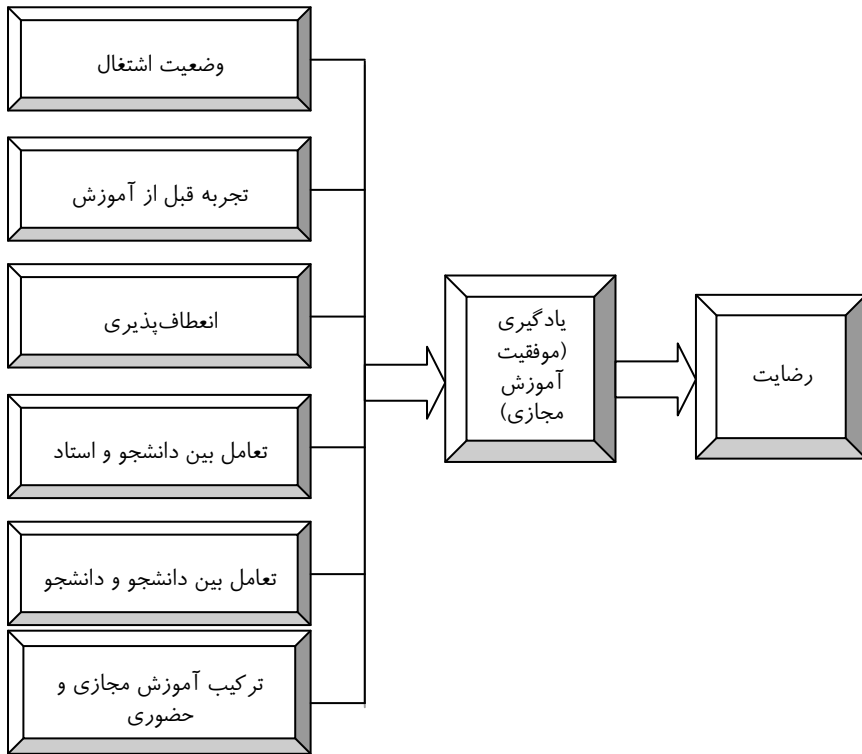 وضعیت اشتغال
تجربه قبل از آموزش
انعطاف‌پذیری
تعامل بین دانشجو و استاد
تعامل بین دانشجو و دانشجو
ترکیب آموزش مجازی و
حضوری
یادگیری
(موفقیت
آموزش
مجازی)
رضایت